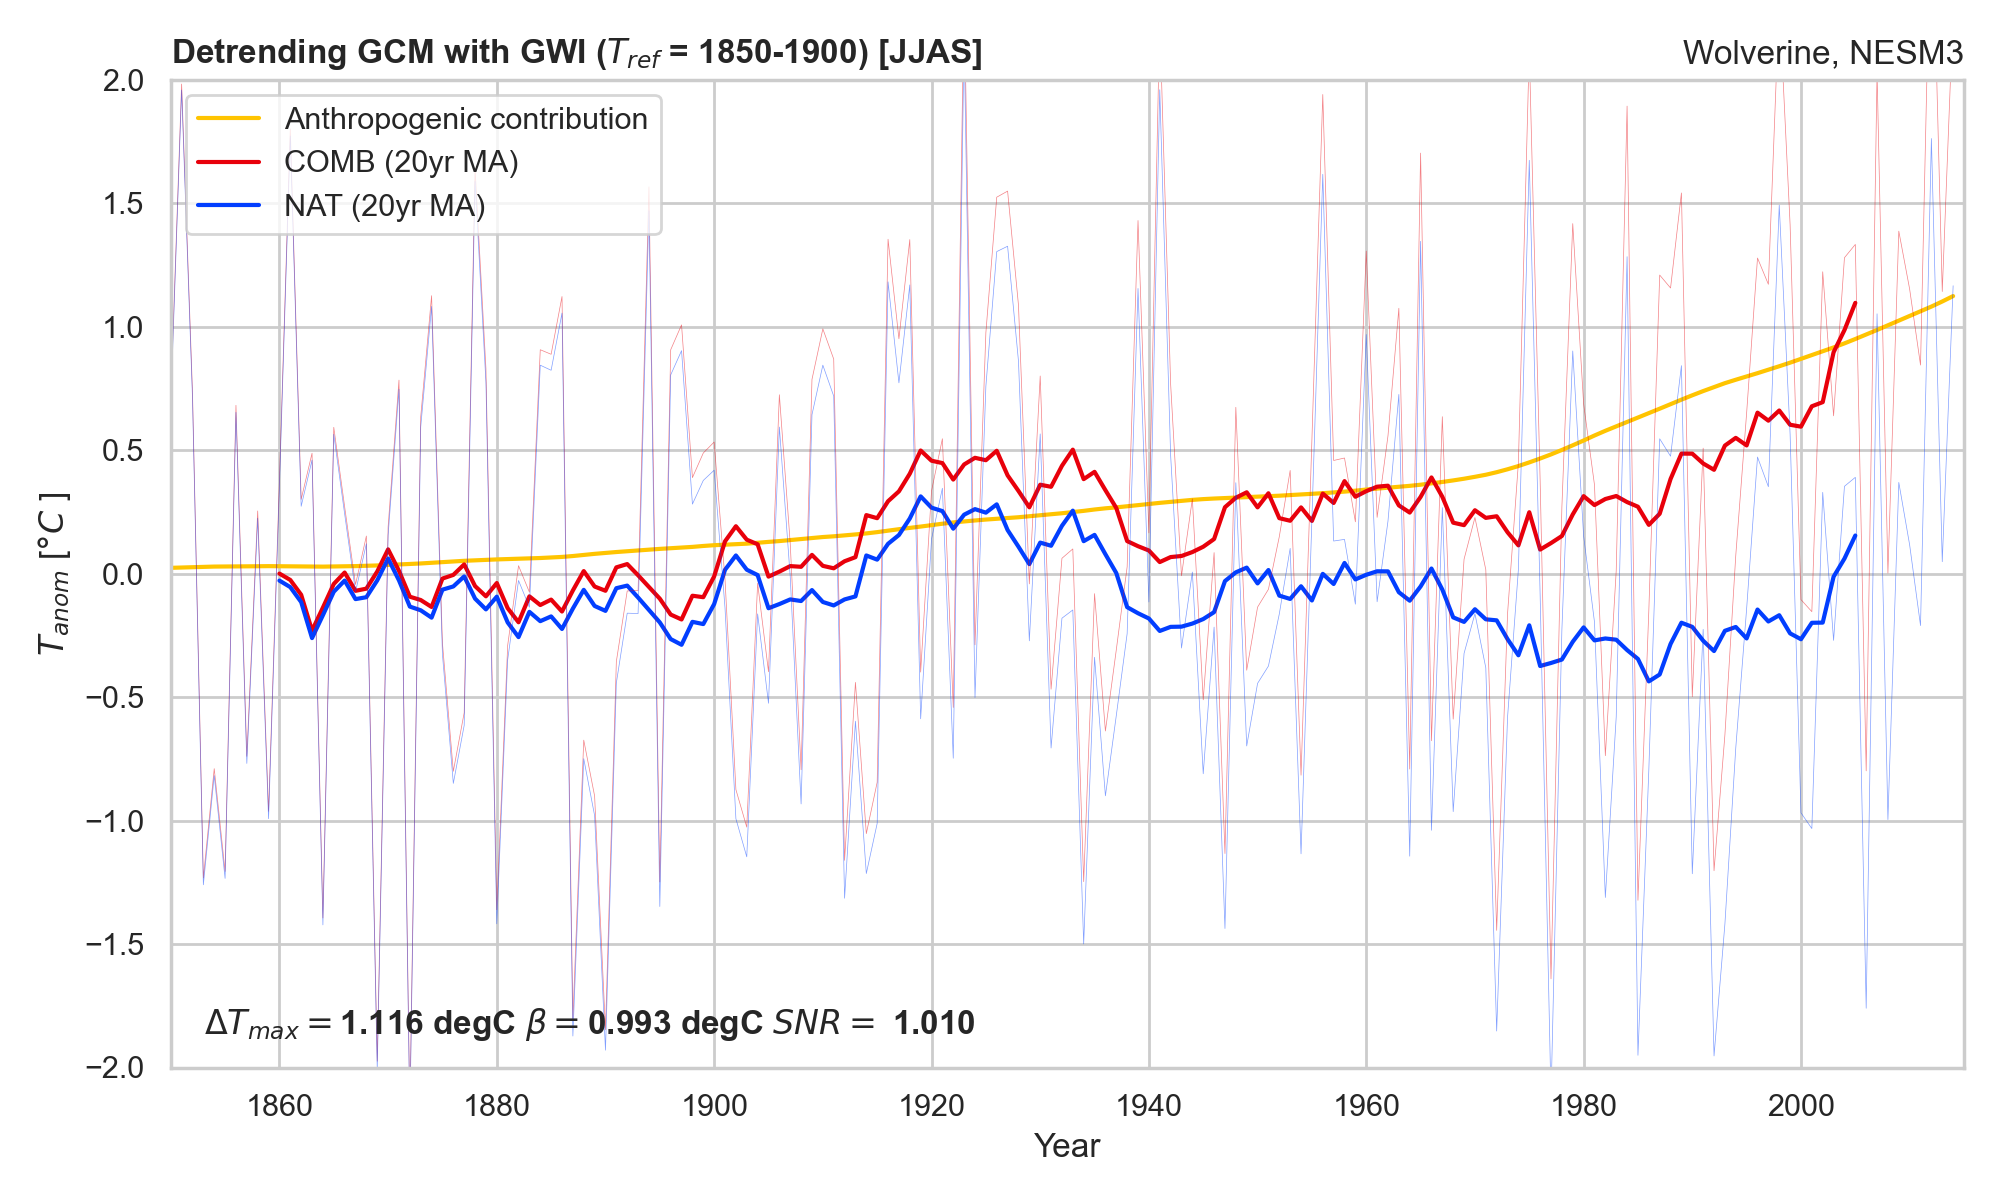 Detrending GCM with GWI (T_ref = 1850-1900) [JJAS]
Wolverine, NESM3
2.0
1.5
1.0
0.5
0.0
−0.5
−1.0
−1.5
−2.0
T_anom [°C ]
Anthropogenic contribution
COMB (20yr MA)
NAT (20yr MA)
ΔT_max = 1.116 degC β = 0.993 degC SNR = 1.010
1860 1880 1900 1920 1940 1960 1980 2000
Year